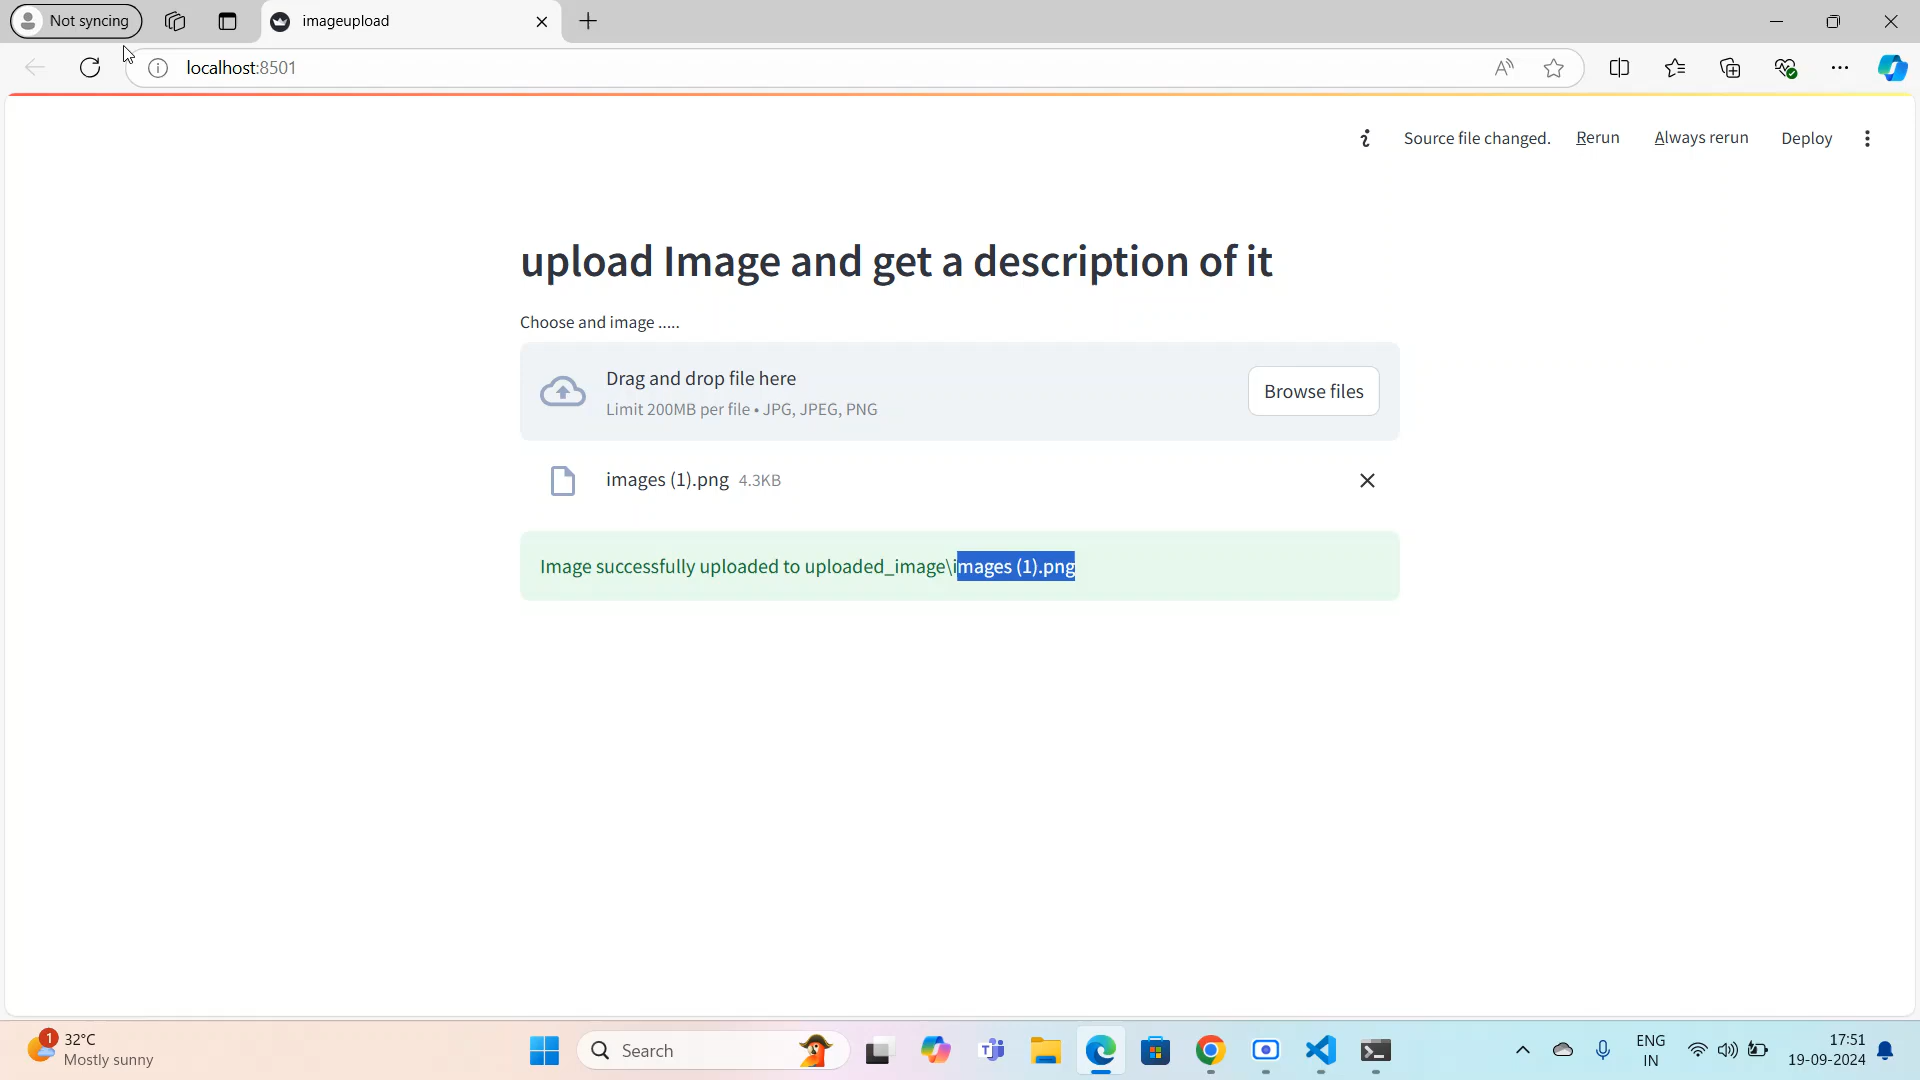 Not syncing
imageupload
localhost:8501
Source file changed. Rerun Always rerun Deploy
upload Image and get a description of it
Choose and image .....
Drag and drop file here
Limit 200MB per file • JPG, JPEG, PNG
Browse files
images (1).png 4.3KB
Image successfully uploaded to uploaded_image\images (1).png
1
32°C
Mostly sunny
Search
ENG
IN
17:51
19-09-2024